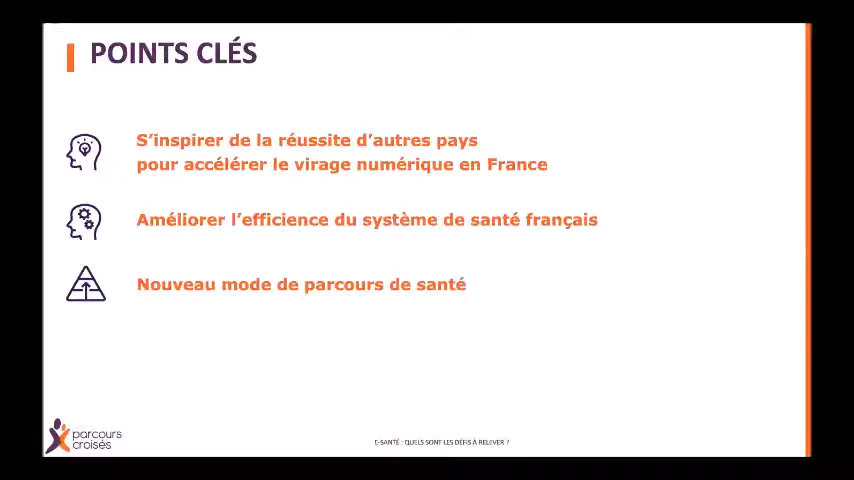 POINTS CLÉS
S’inspirer de la réussite d’autres pays
pour accélérer le virage numérique en France
Améliorer l’efficience du système de santé français
Nouveau mode de parcours de santé
parcours
croisés
E-SANTÉ : QUELS SONT LES DÉFIS À RELEVER ?